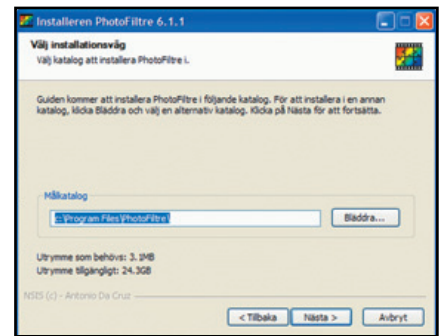 Installeren PhotoFiltre 6.1.1
Välj installationsväg
Välj katalog att installera PhotoFiltre i.
Guiden kommer att installera PhotoFiltre i följande katalog. För att installera i en annan
katalog, klicka Bläddra och välj en alternativ katalog. Klicka på Nästa för att fortsätta.
Målkatalog
C:\Program Files\PhotoFiltre\
Bläddra...
Utrymme som behövs: 3.1MB
Utrymme tillgängligt: 24.3GB
NSIS (c) - Antonio Da Cruz
< Tillbaka
Nästa >
Avbryt